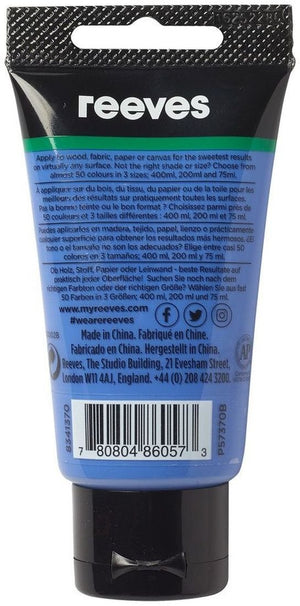 reeves
Apply to wood, fabric, paper or canvas for the sweetest results
on virtually any surface. Not the right shade or size? Choose from
almost 50 colours in 3 sizes; 400ml, 200ml and 75ml.
A appliquer sur du bois, du tissu, du papier ou de la toile pour les
meilleurs résultats sur pratiquement toutes les surfaces.
Pas la bonne teinte ou le bon format ? Choisissez parmi près de
50 couleurs et 3 tailles différentes : 400 ml, 200 ml et 75 ml.
Puedes aplicarlos en madera, tejido, papel, lienzo o prácticamente
cualquier superficie para obtener los resultados más hermosos. ¿El
tono o el tamaño no son los adecuados? Elige entre casi 50
colores en 3 tamaños; 400 ml, 200 ml y 75 ml.
Ob Holz, Stoff, Papier oder Leinwand - beste Resultate auf
praktisch jeder Oberfläche! Suchen Sie noch nach dem
richtigen Farbton oder der richtigen Größe? Wählen Sie aus fast
50 Farben in 3 Größen; 400 ml, 200 ml und 75 ml.
www.myreeves.com
#wearereeves
Made in China. Fabriqué en Chine.
Fabricado en China. Hergestellt in China.
Reeves, The Studio Building, 21 Evesham Street,
London W11 4AJ, England. +44 (0) 208 424 3200.
AP
8341370
P57370B
7 80804 86057 3